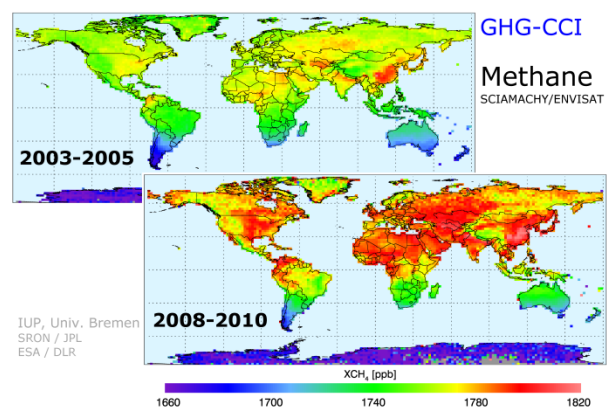 GHG-CCI
Methane
SCIAMACHY/ENVISAT
2003-2005
2008-2010
IUP, Univ. Bremen
SRON / JPL
ESA / DLR
XCH₄ [ppb]
1660 1700 1740 1780 1820